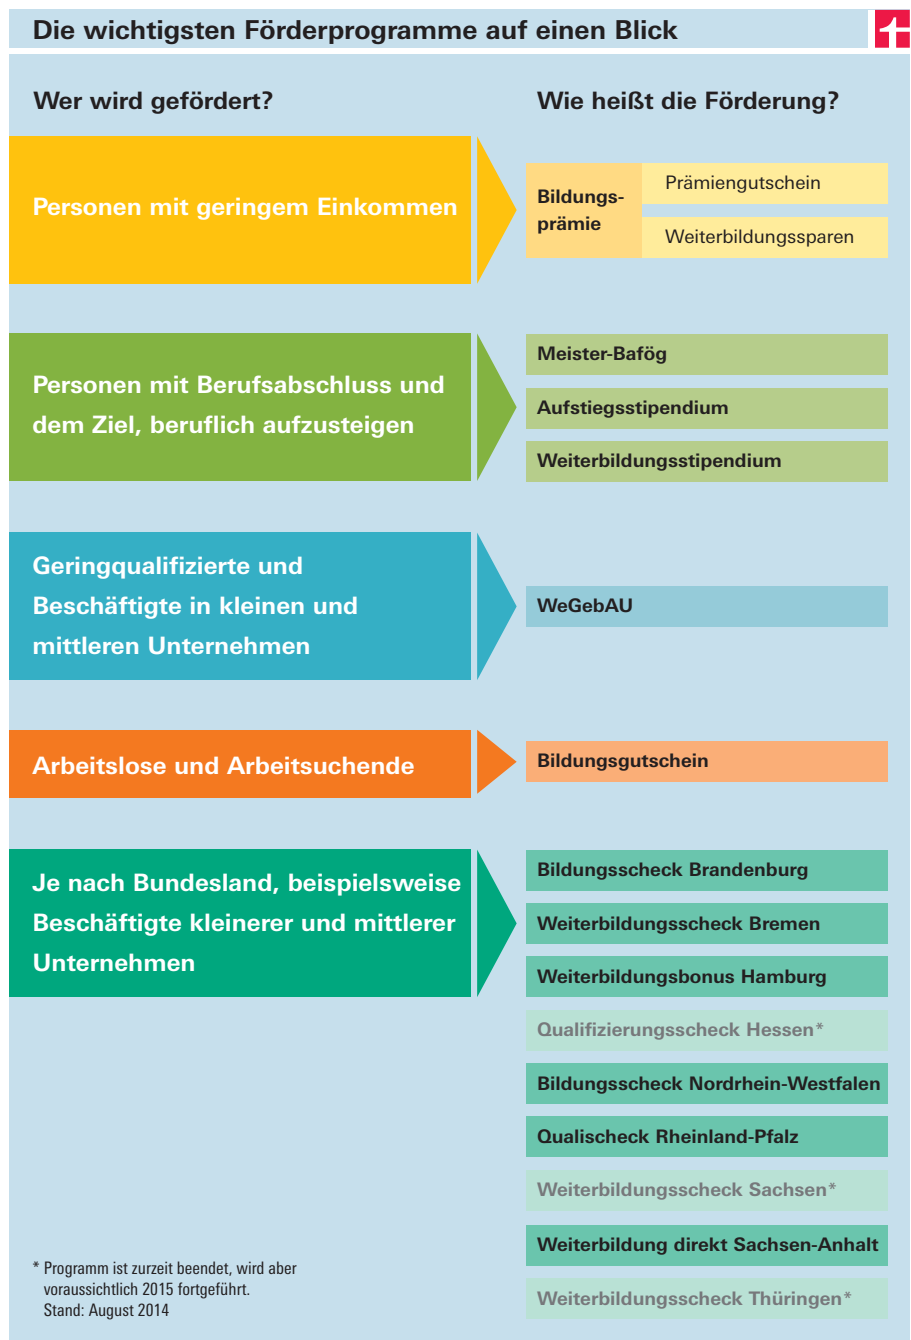 Die wichtigsten Förderprogramme auf einen Blick
Wer wird gefördert?
Wie heißt die Förderung?
Personen mit geringem Einkommen
Bildungs-
prämie
Prämiengutschein
Weiterbildungssparen
Personen mit Berufsabschluss und
dem Ziel, beruflich aufzusteigen
Meister-Bafög
Aufstiegsstipendium
Weiterbildungsstipendium
Geringqualifizierte und
Beschäftigte in kleinen und
mittleren Unternehmen
WeGebAU
Arbeitslose und Arbeitsuchende
Bildungsgutschein
Je nach Bundesland, beispielsweise
Beschäftigte kleinerer und mittlerer
Unternehmen
Bildungsscheck Brandenburg
Weiterbildungsscheck Bremen
Weiterbildungsbonus Hamburg
Qualifizierungsscheck Hessen*
Bildungsscheck Nordrhein-Westfalen
Qualischeck Rheinland-Pfalz
Weiterbildungsscheck Sachsen*
Weiterbildung direkt Sachsen-Anhalt
Weiterbildungsscheck Thüringen*
* Programm ist zurzeit beendet, wird aber
voraussichtlich 2015 fortgeführt.
Stand: August 2014